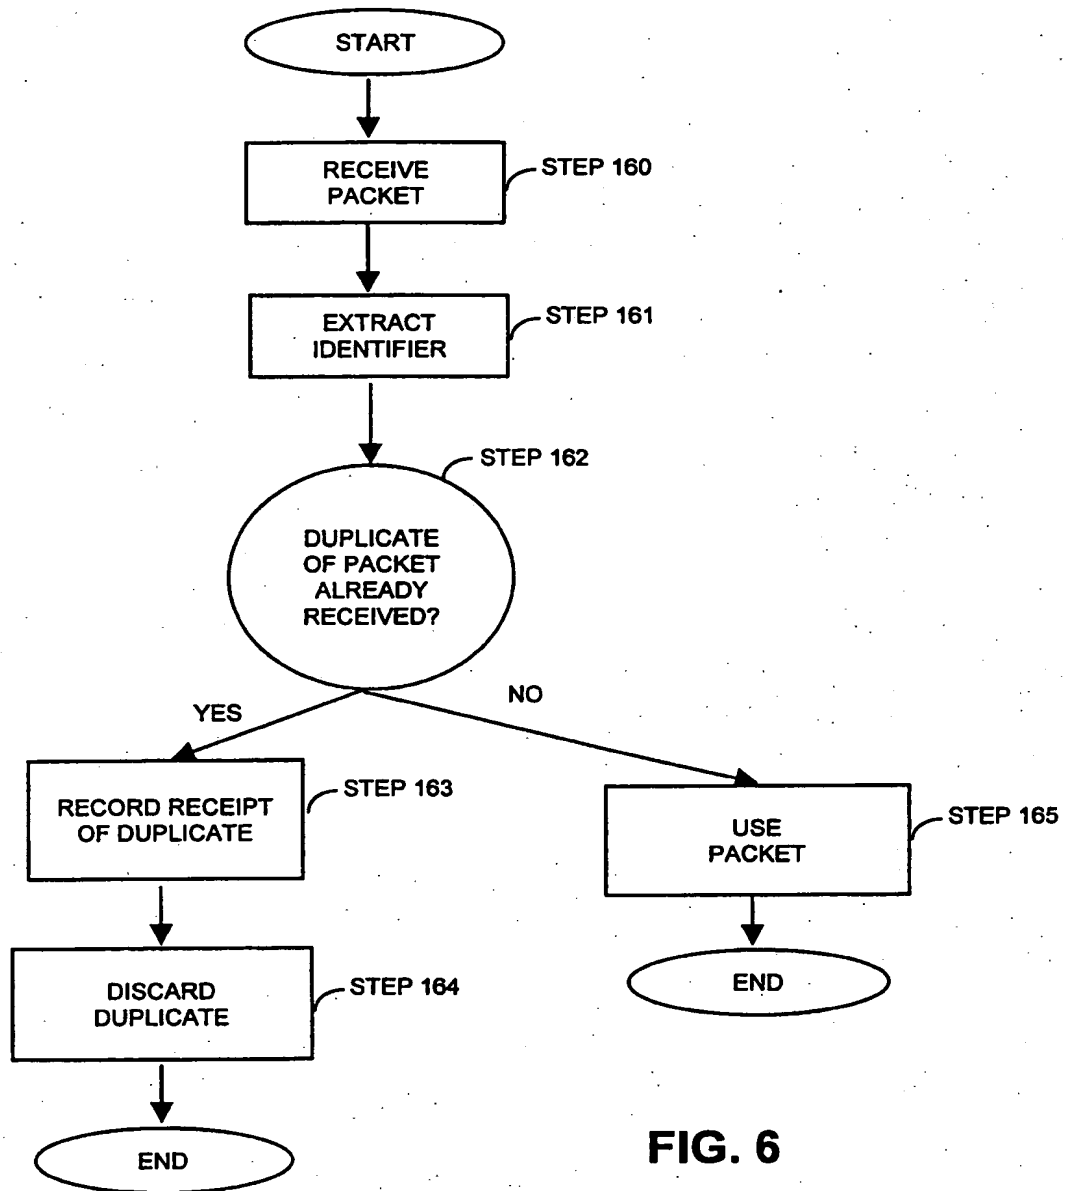 START
RECEIVE
PACKET
STEP 160
EXTRACT
IDENTIFIER
STEP 161
STEP 162
DUPLICATE
OF PACKET
ALREADY
RECEIVED?
YES
NO
RECORD RECEIPT
OF DUPLICATE
STEP 163
USE
PACKET
STEP 165
DISCARD
DUPLICATE
STEP 164
END
END
FIG. 6